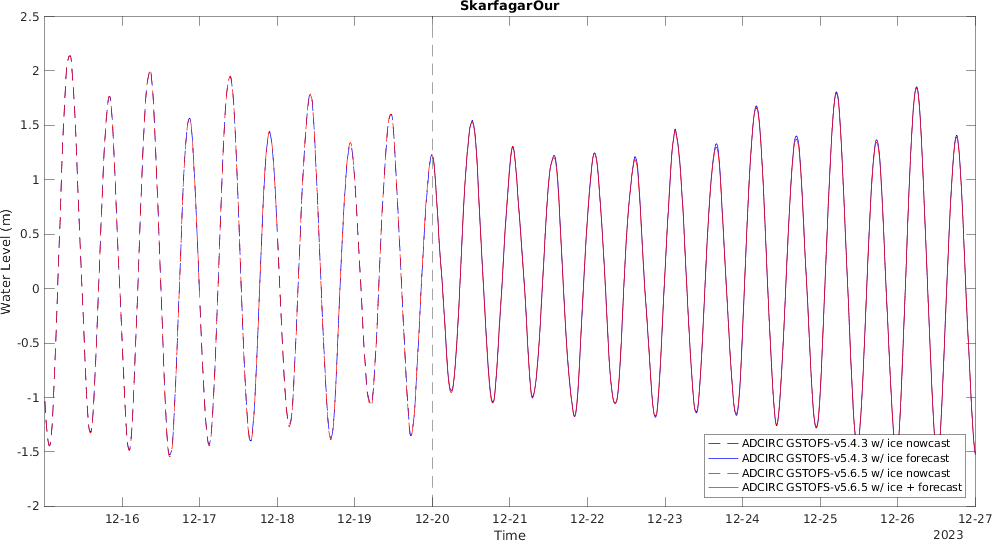 SkarfagarOur
2.5
2
1.5
1
0.5
0
-0.5
-1
-1.5
-2
Water Level (m)
12-16 12-17 12-18 12-19 12-20 12-21 12-22 12-23 12-24 12-25 12-26 12-27
Time
2023
ADCIRC GSTOFS-v5.4.3 w/ ice nowcast
ADCIRC GSTOFS-v5.4.3 w/ ice forecast
ADCIRC GSTOFS-v5.6.5 w/ ice nowcast
ADCIRC GSTOFS-v5.6.5 w/ ice + forecast